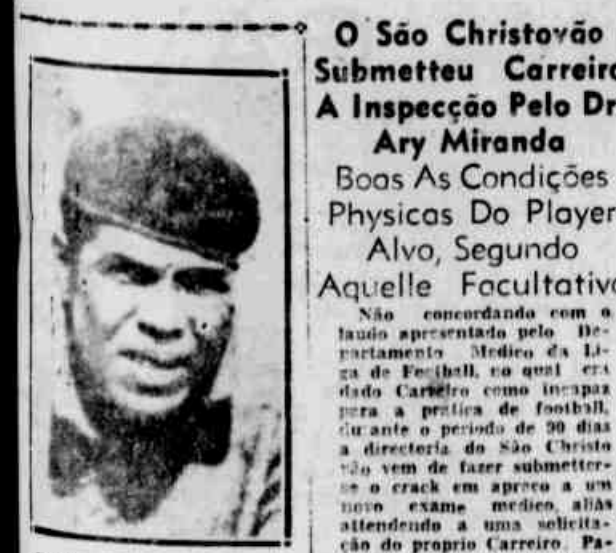 O São Christovão
Submetteu Carreiro
A Inspecção Pelo Dr
Ary Miranda
Boas As Condições
Physicas Do Player
Alvo, Segundo
Aquelle Facultativo
Não concordando com o
laudo apresentado pelo De-
partamento Medico da Li-
ga de Football, no qual era
dado Carreiro como incapaz
para a pratica de football,
durante o periodo de 90 dias
a directoria do São Christo
vão vem de fazer submetter-
se o crack em apreço a um
novo exame medico, aliás
attendendo a uma solicita-
ção do proprio Carreiro. Pa-